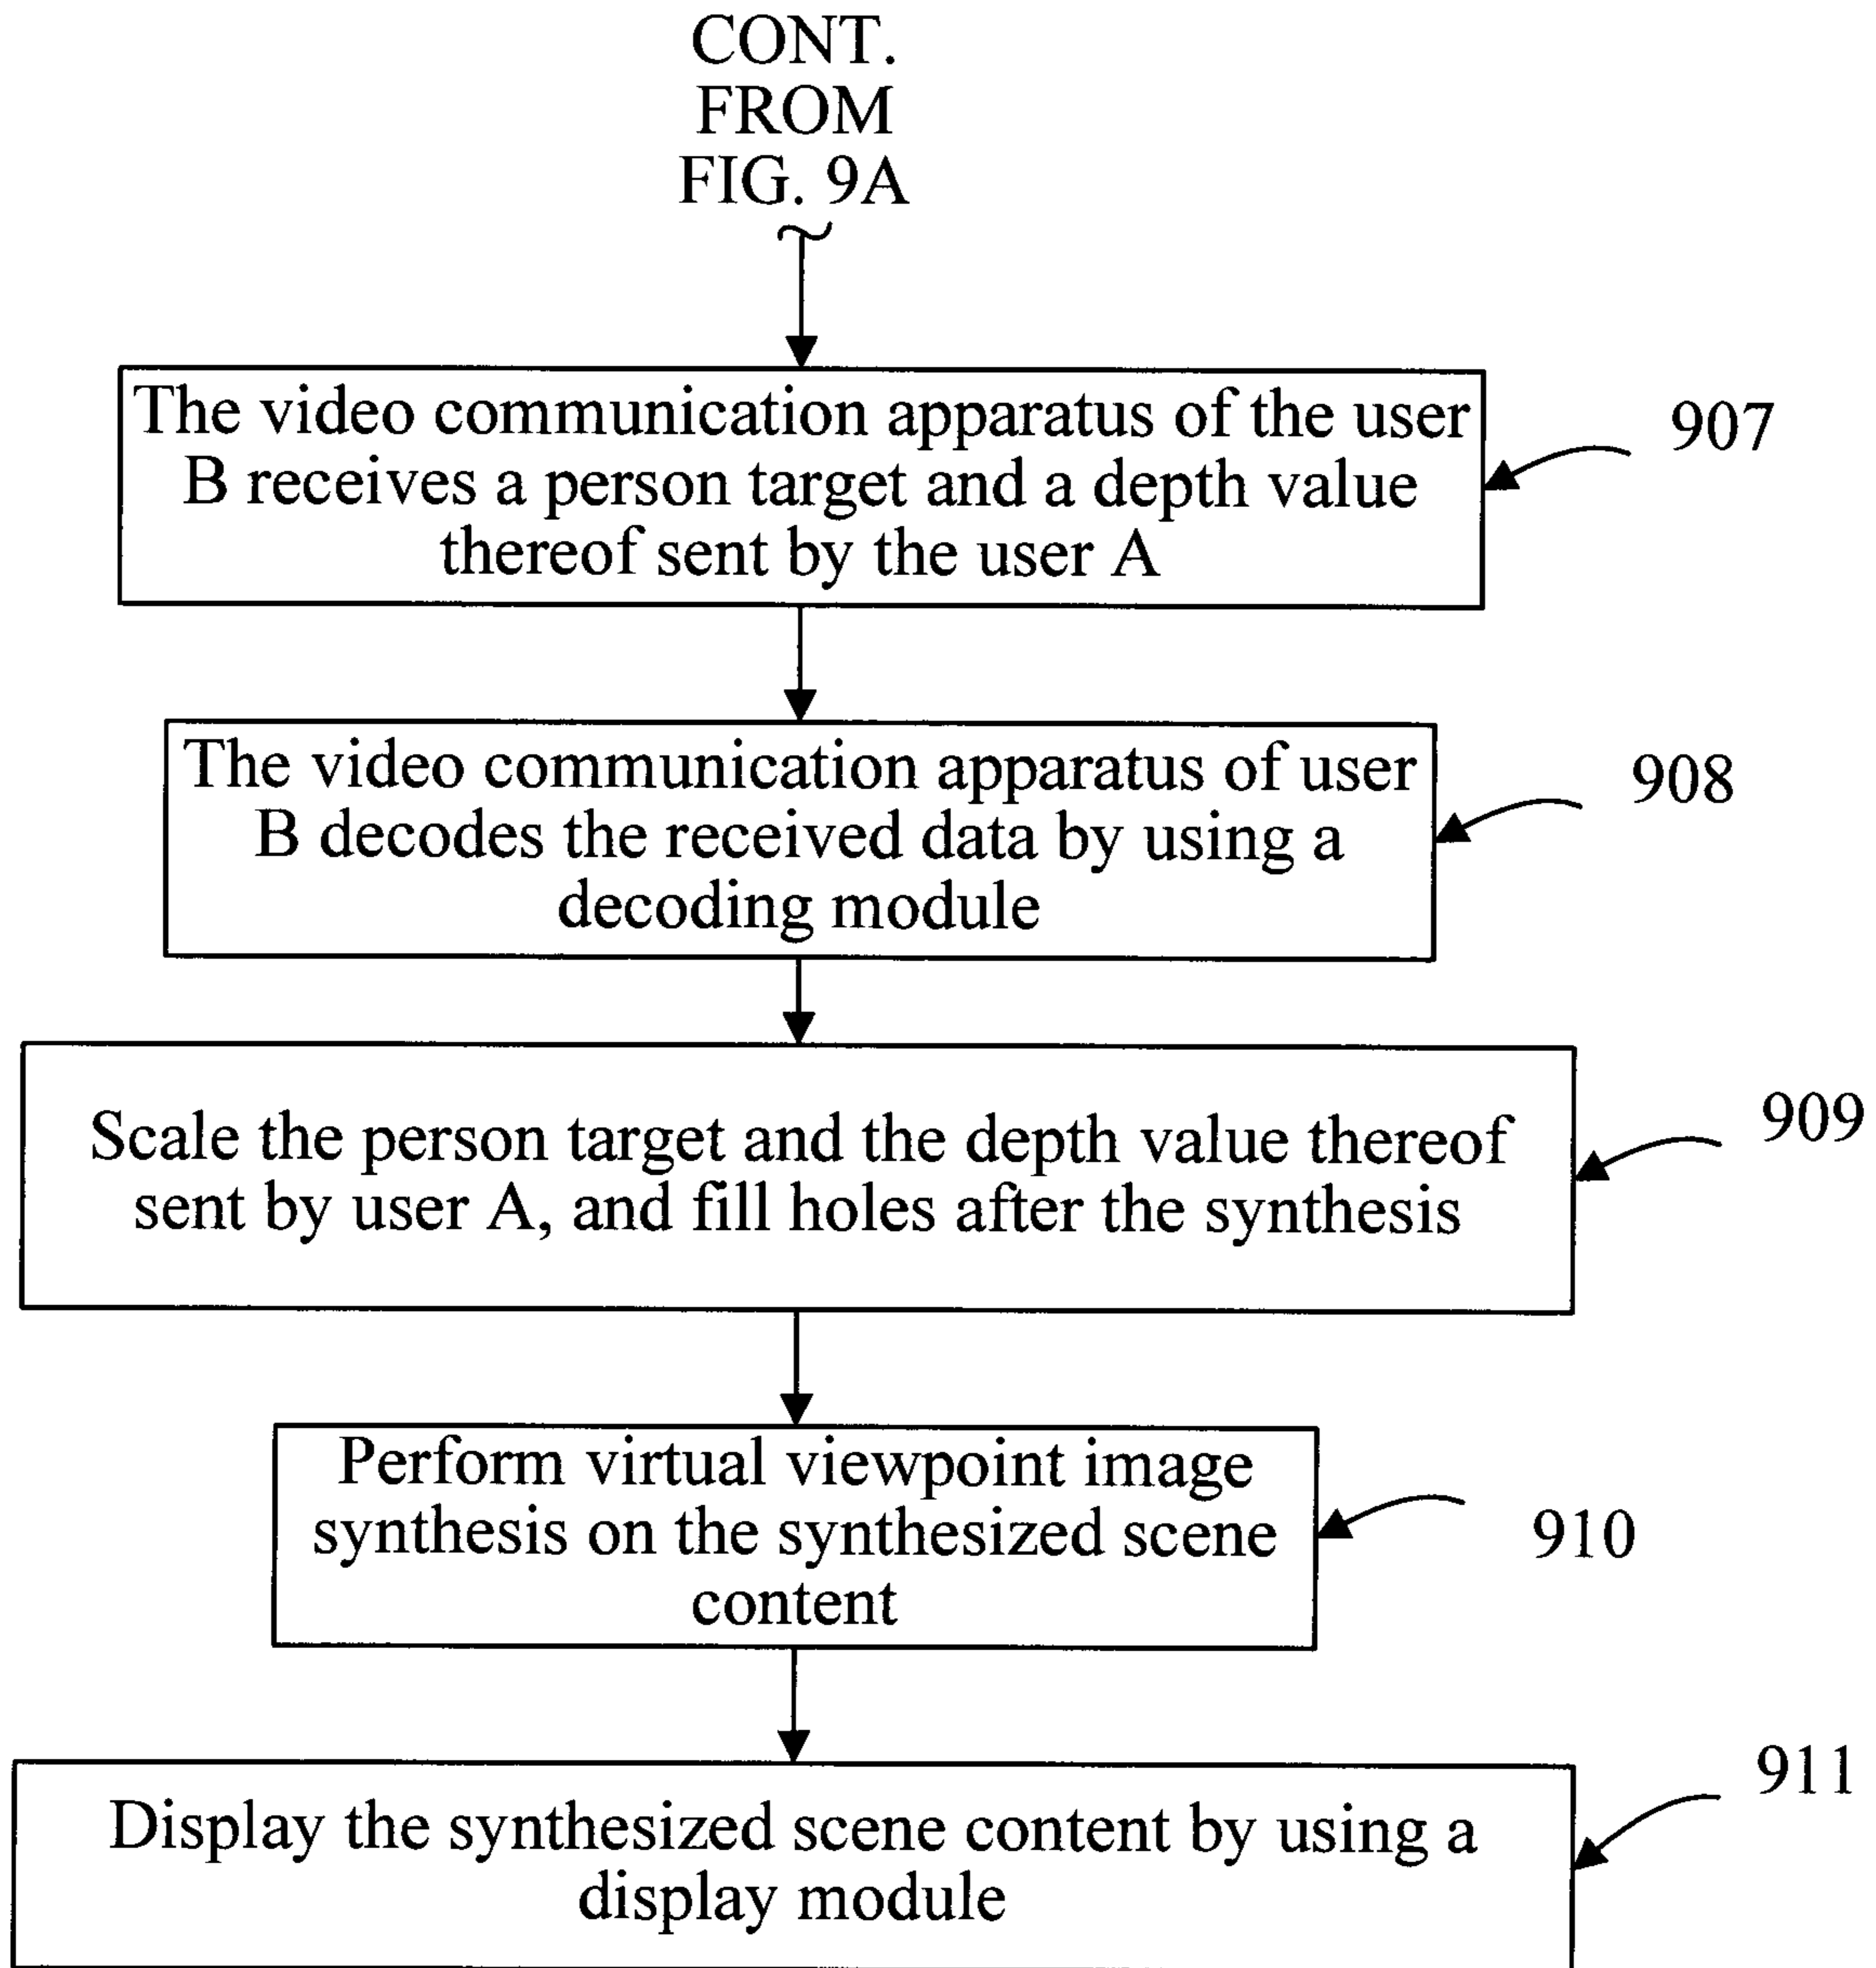 CONT.
FROM
FIG. 9A
The video communication apparatus of the user
B receives a person target and a depth value
thereof sent by the user A
907
The video communication apparatus of user
B decodes the received data by using a
decoding module
908
Scale the person target and the depth value thereof
sent by user A, and fill holes after the synthesis
909
Perform virtual viewpoint image
synthesis on the synthesized scene
content
910
Display the synthesized scene content by using a
display module
911